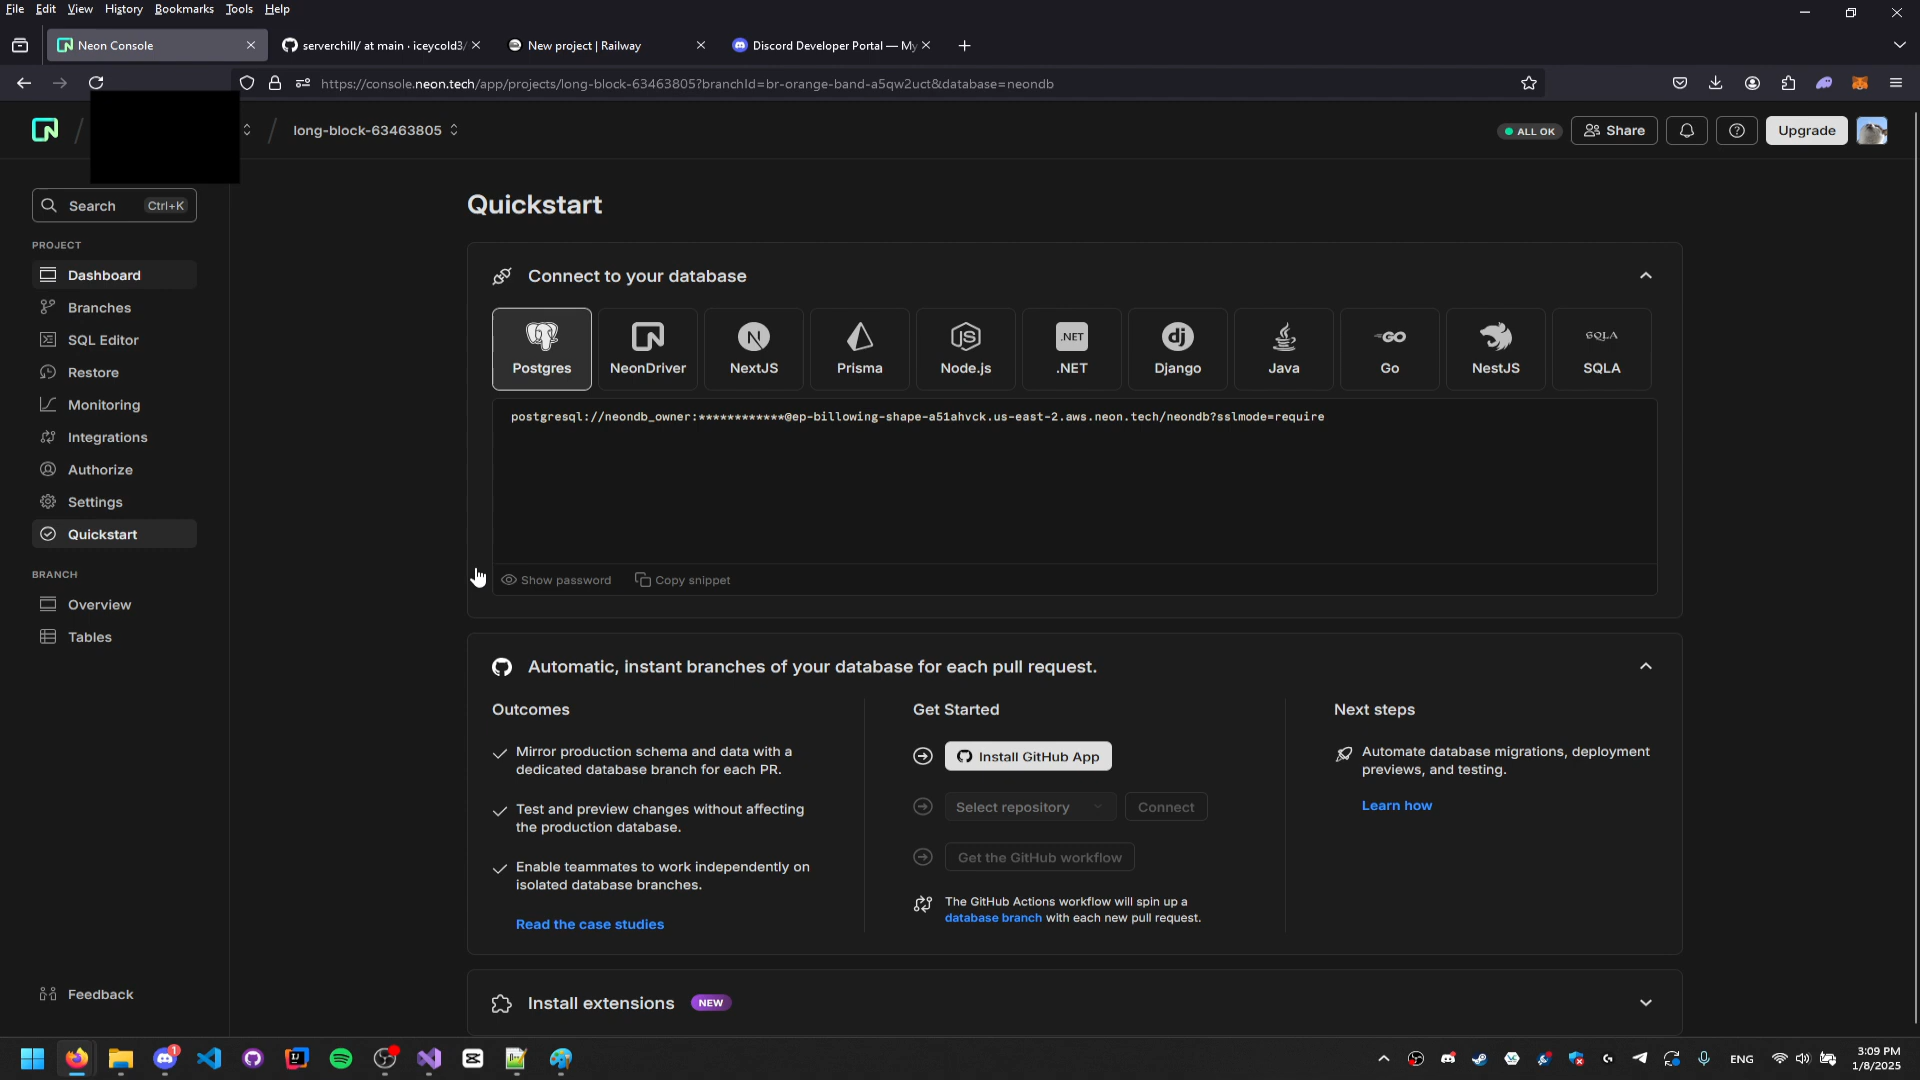 File Edit View History Bookmarks Tools Help
Neon Console
serverchill/ at main · iceycold3/
New project | Railway
Discord Developer Portal — My
https://console.neon.tech/app/projects/long-block-63463805?branchId=br-orange-band-a5qw2uct&database=neondb
long-block-63463805
ALL OK
Share
Upgrade
Search Ctrl+K
PROJECT
Dashboard
Branches
SQL Editor
Restore
Monitoring
Integrations
Authorize
Settings
Quickstart
BRANCH
Overview
Tables
Feedback
Quickstart
Connect to your database
Postgres
NeonDriver
NextJS
Prisma
Node.js
.NET
.NET
dj
Django
Java
GO
Go
NestJS
SQLA
SQLA
postgresql://neondb_owner:************@ep-billowing-shape-a51ahvck.us-east-2.aws.neon.tech/neondb?sslmode=require
Show password
Copy snippet
Automatic, instant branches of your database for each pull request.
Outcomes
Mirror production schema and data with a
dedicated database branch for each PR.
Test and preview changes without affecting
the production database.
Enable teammates to work independently on
isolated database branches.
Read the case studies
Get Started
Install GitHub App
Select repository
Connect
Get the GitHub workflow
The GitHub Actions workflow will spin up a
database branch with each new pull request.
Next steps
Automate database migrations, deployment
previews, and testing.
Learn how
Install extensions NEW
1
ENG
3:09 PM
1/8/2025